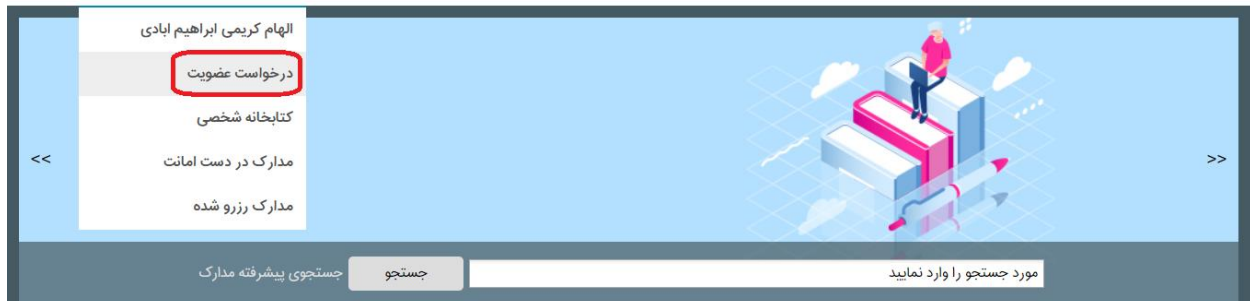 الهام کریمی ابراهیم ابادی
درخواست عضویت
کتابخانه شخصی
مدارک در دست امانت
مدارک رزرو شده
>>
<<
مورد جستجو را وارد نمایید
جستجو
جستجوی پیشرفته مدارک